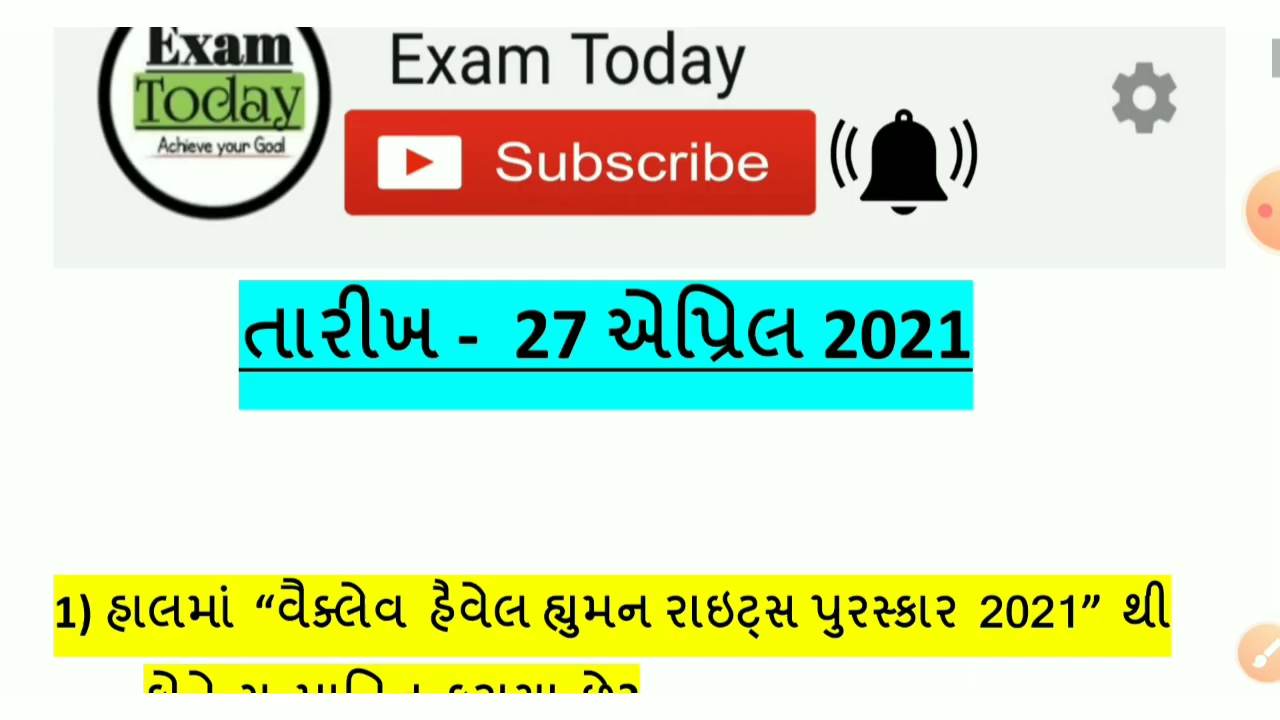 Exam
Today
Achieve your Goal
Exam Today
Subscribe
તારીખ - 27 એપ્રિલ 2021
1) હાલમાં “વૈક્લેવ હૈવેલ હ્યુમન રાઇટ્સ પુરસ્કાર 2021” થી